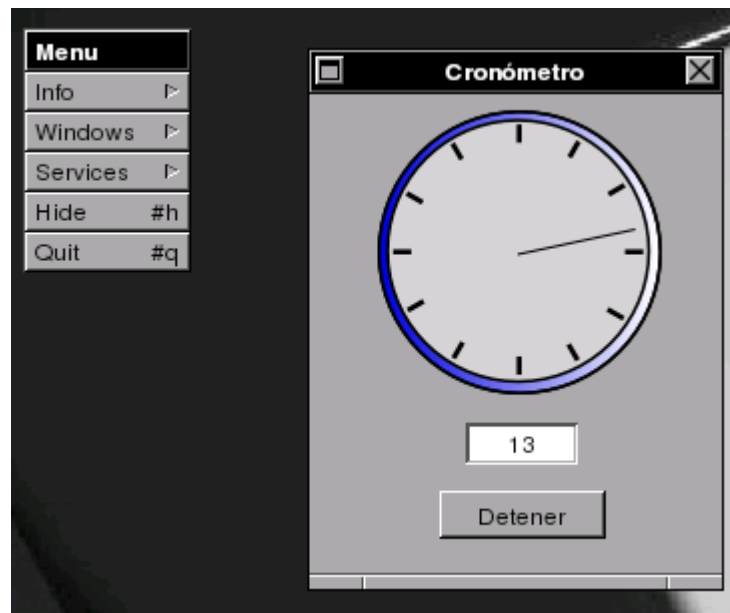 Menu
Info
Windows
Services
Hide #h
Quit #q
Cronómetro
13
Detener